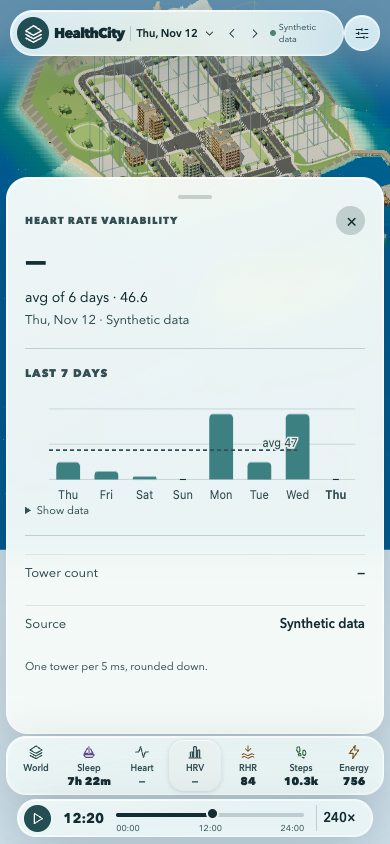 HealthCity Thu, Nov 12 Synthetic
data
HEART RATE VARIABILITY
—
avg of 6 days · 46.6
Thu, Nov 12 · Synthetic data
LAST 7 DAYS
avg 47
Thu Fri Sat Sun Mon Tue Wed Thu
Show data
Tower count –
Source Synthetic data
One tower per 5 ms, rounded down.
World Sleep Heart HRV RHR Steps Energy
7h 22m – – 84 10.3k 756
12:20 240×
00:00 12:00 24:00